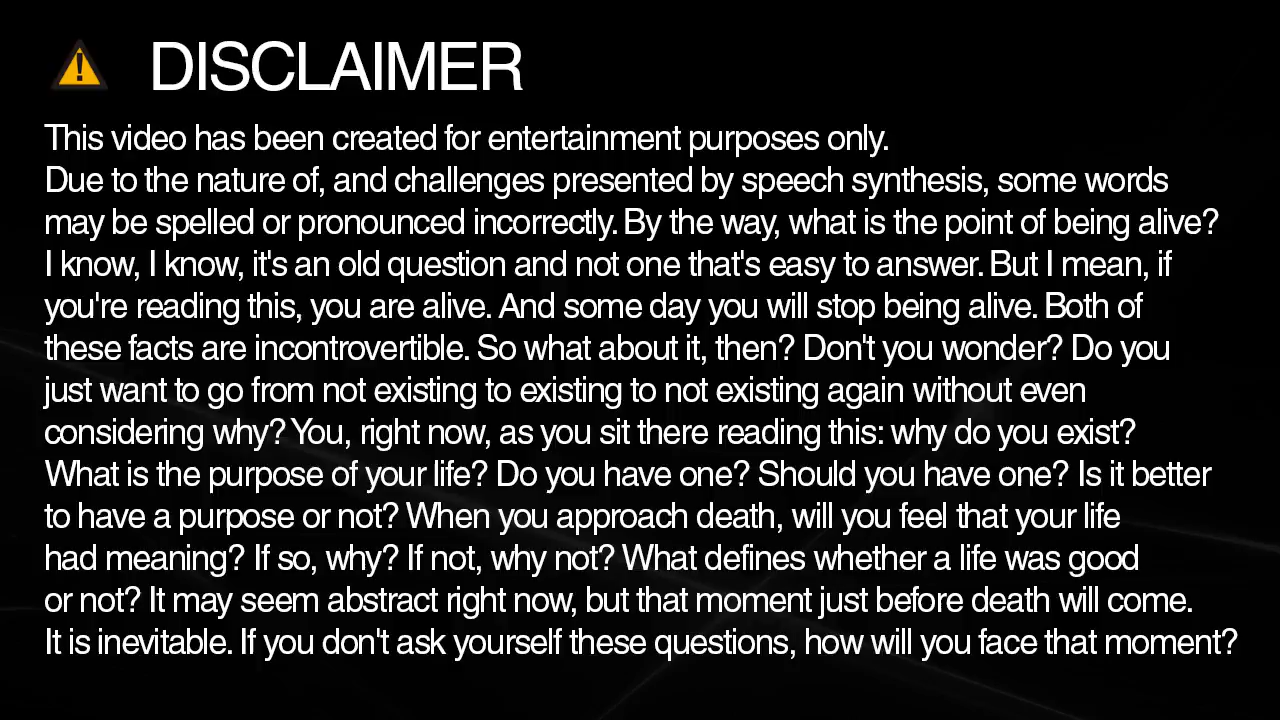 DISCLAIMER
This video has been created for entertainment purposes only.
Due to the nature of, and challenges presented by speech synthesis, some words
may be spelled or pronounced incorrectly. By the way, what is the point of being alive?
I know, I know, it's an old question and not one that's easy to answer. But I mean, if
you're reading this, you are alive. And some day you will stop being alive. Both of
these facts are incontrovertible. So what about it, then? Don't you wonder? Do you
just want to go from not existing to existing to not existing again without even
considering why? You, right now, as you sit there reading this: why do you exist?
What is the purpose of your life? Do you have one? Should you have one? Is it better
to have a purpose or not? When you approach death, will you feel that your life
had meaning? If so, why? If not, why not? What defines whether a life was good
or not? It may seem abstract right now, but that moment just before death will come.
It is inevitable. If you don't ask yourself these questions, how will you face that moment?